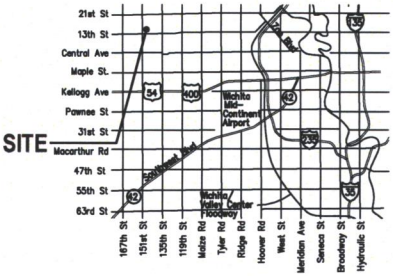 21st St
13th St
Central Ave
Maple St.
Kellogg Ave
Pawnee St
31st St
Macarthur Rd
47th St
55th St
63rd St
SITE
Zoo Blvd
135
54
400
Wichita
Mid-
Continent
Airport
42
235
Southwest Blvd
35
42
Wichita/
Valley Center
Floodway
167th St
151st St
135th St
119th St
Maize Rd
Tyler Rd
Ridge Rd
Hoover Rd
West St
Meridian Ave
Seneca St
Broadway St
Hydraulic St